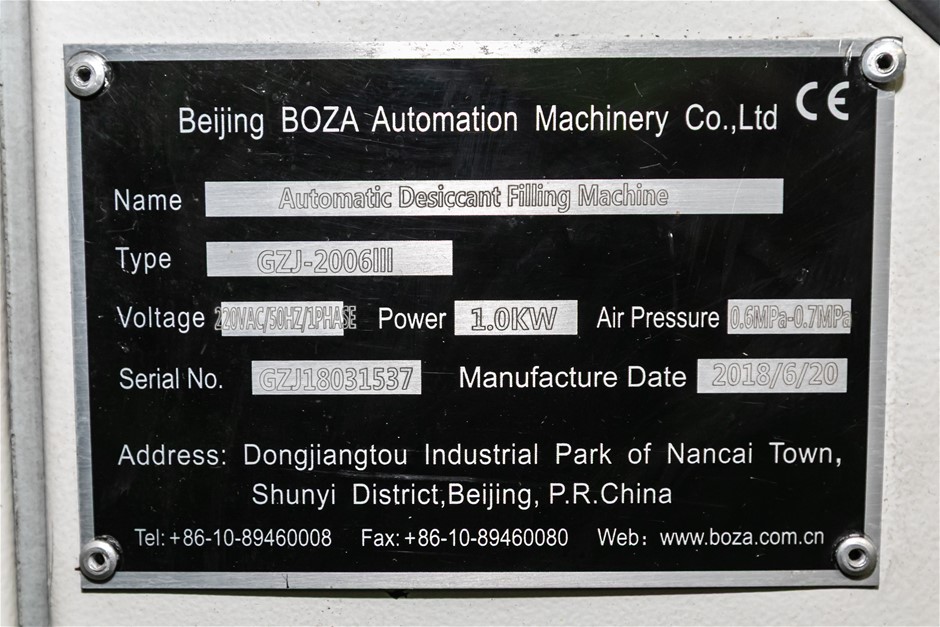 Beijing BOZA Automation Machinery Co.,Ltd CE
Name Automatic Desiccant Filling Machine
Type GZJ-2006III
Voltage 220VAC/50HZ/1PHASE Power 1.0KW Air Pressure 0.6MPa-0.7MPa
Serial No. GZJ18031537 Manufacture Date 2018/6/20
Address: Dongjiangtou Industrial Park of Nancai Town,
Shunyi District,Beijing, P.R.China
Tel:+86-10-89460008 Fax:+86-10-89460080 Web: www.boza.com.cn